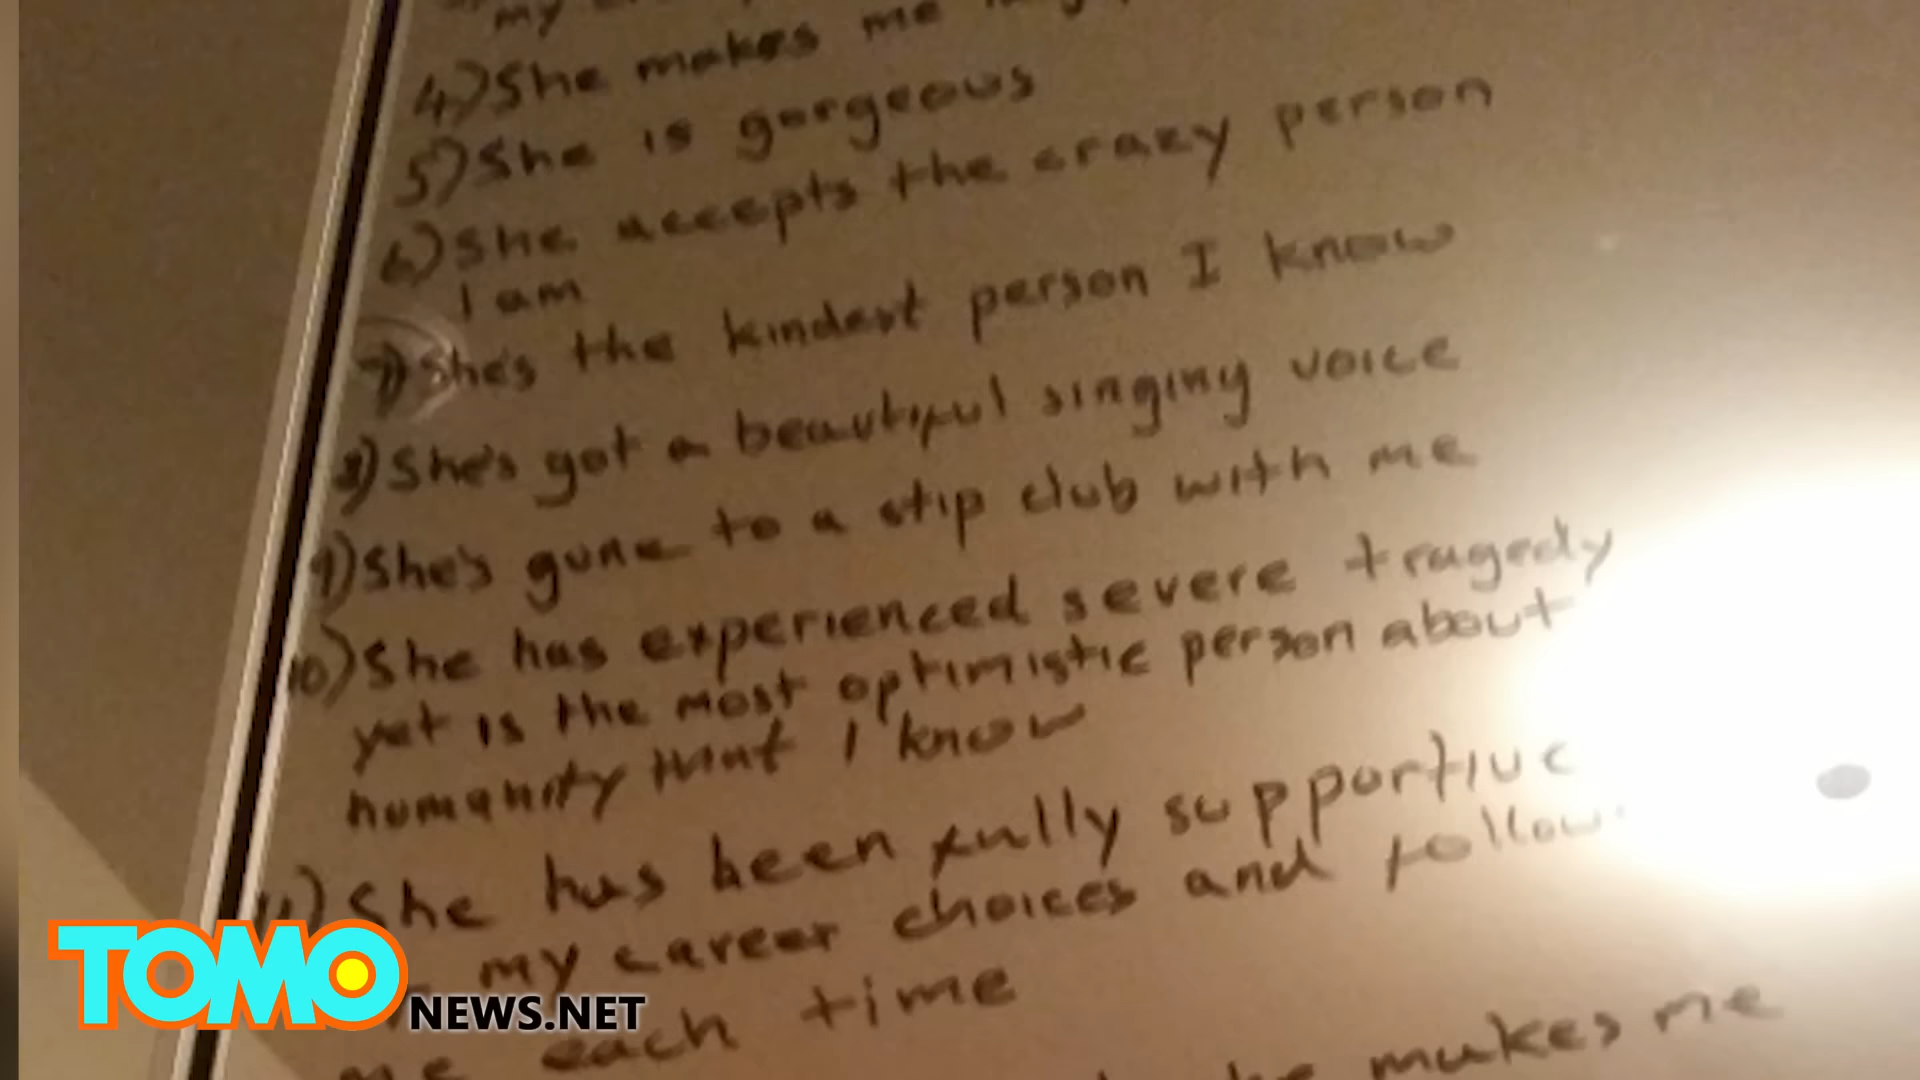 my
4) She makes me
5) She is gorgeous
6) She accepts the crazy person
I am
7) She's the kindest person I know
8) She's got a beautiful singing voice
9) She's gone to a stip club with me
10) She has experienced severe tragedy
yet is the most optimistic person about
humanity that I know
11) She has been fully supportive
my career choices and follow
me each time
makes me
TOMO
NEWS.NET